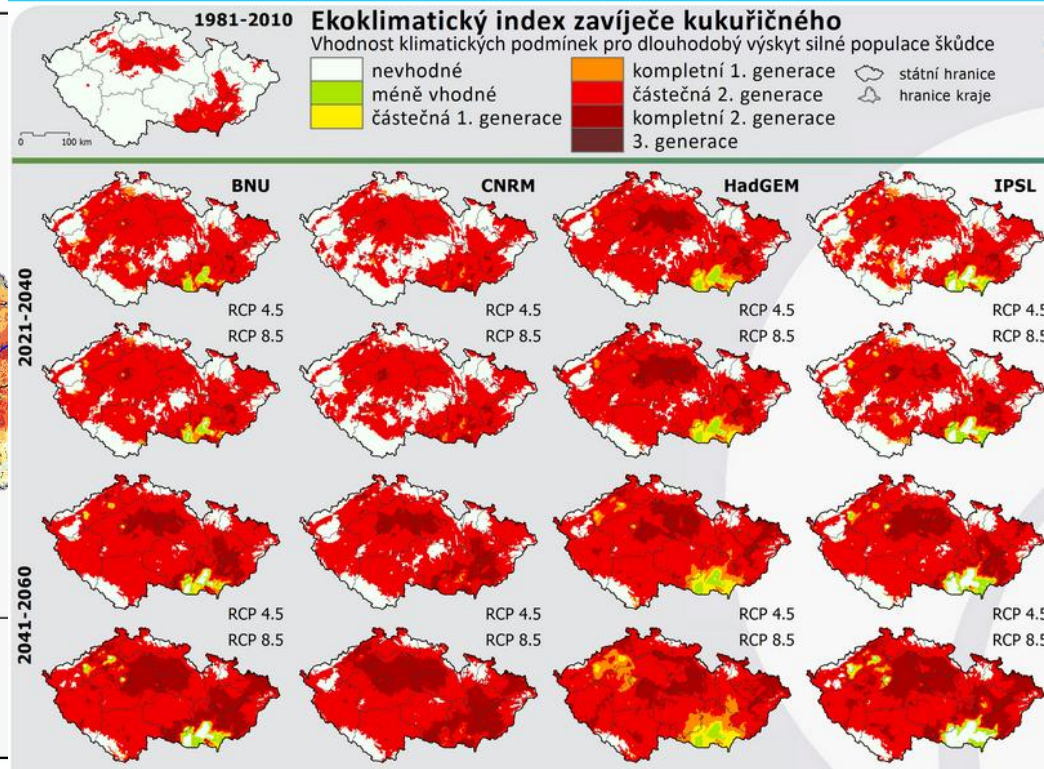 1981-2010
Ekoklimatický index zavíječe kukuřičného
Vhodnost klimatických podmínek pro dlouhodobý výskyt silné populace škůdce
nevhodné
méně vhodné
částečná 1. generace
kompletní 1. generace
částečná 2. generace
kompletní 2. generace
3. generace
státní hranice
hranice kraje
0 100 km
BNU CNRM HadGEM IPSL
2021-2040
RCP 4.5 RCP 4.5 RCP 4.5 RCP 4.5
RCP 8.5 RCP 8.5 RCP 8.5 RCP 8.5
2041-2060
RCP 4.5 RCP 4.5 RCP 4.5 RCP 4.5
RCP 8.5 RCP 8.5 RCP 8.5 RCP 8.5